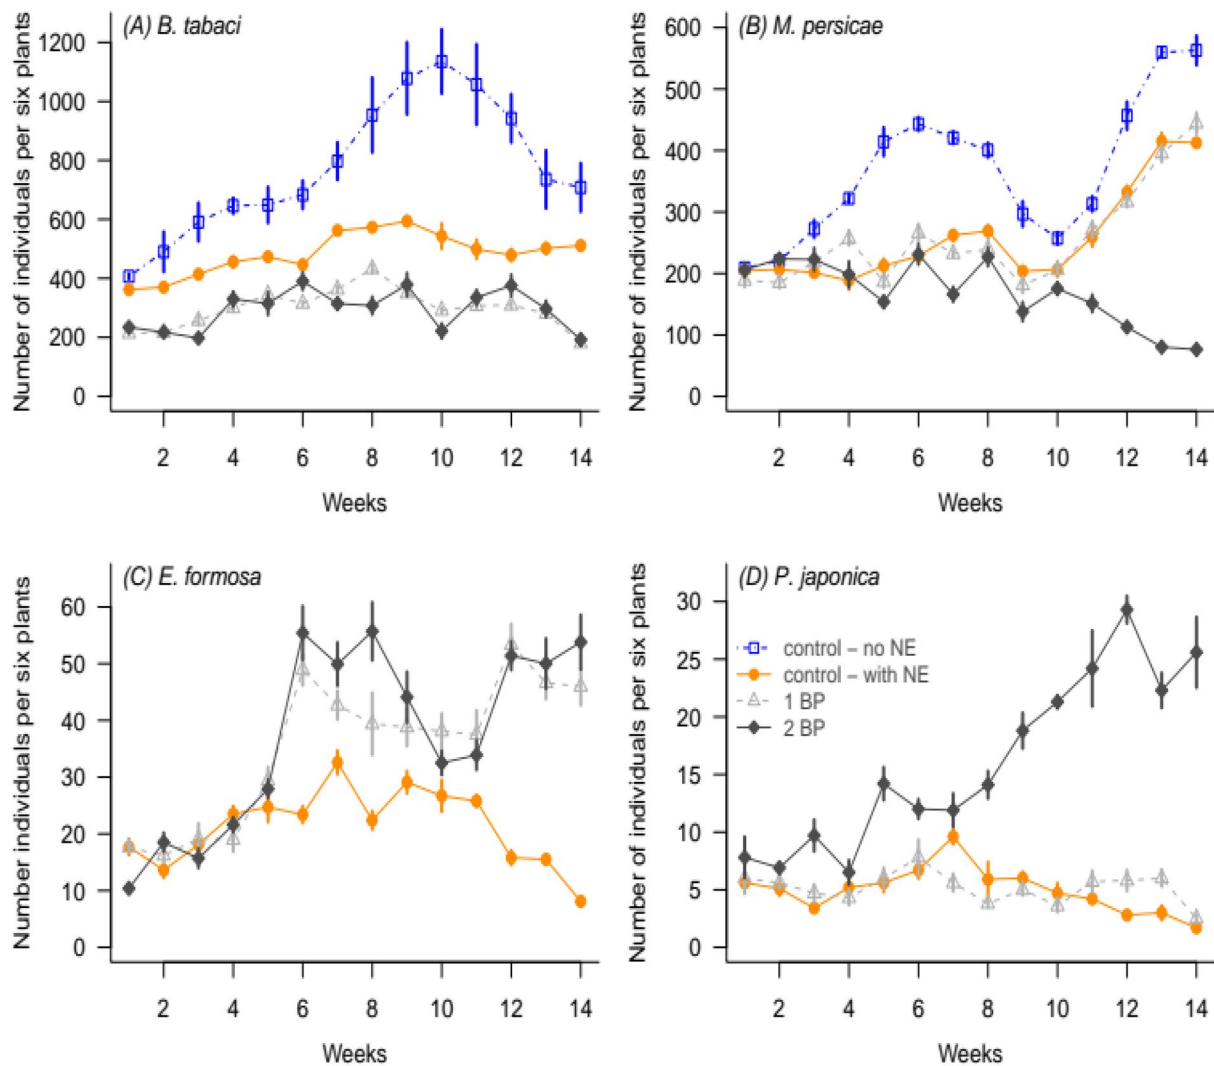 (A) B. tabaci
Number of individuals per six plants
1200
1000
800
600
400
200
0
2 4 6 8 10 12 14
Weeks
(B) M. persicae
Number of individuals per six plants
600
500
400
300
200
100
0
2 4 6 8 10 12 14
Weeks
(C) E. formosa
Number individuals per six plants
60
50
40
30
20
10
0
2 4 6 8 10 12 14
Weeks
(D) P. japonica
Number of individuals per six plants
30
25
20
15
10
5
0
control – no NE
control – with NE
1 BP
2 BP
2 4 6 8 10 12 14
Weeks